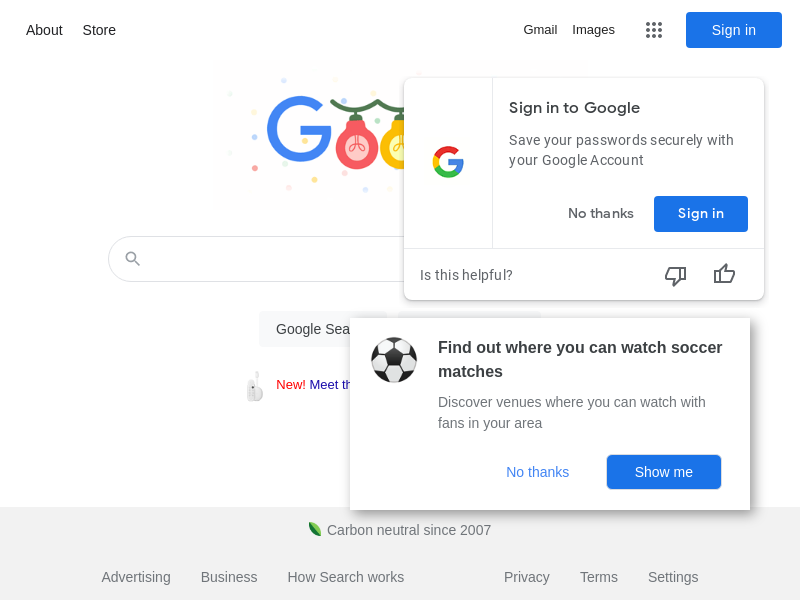 About Store Gmail Images Sign in
Sign in to Google
Save your passwords securely with
your Google Account
No thanks Sign in
Is this helpful?
Google Sea
New! Meet th
Find out where you can watch soccer
matches
Discover venues where you can watch with
fans in your area
No thanks Show me
Carbon neutral since 2007
Advertising Business How Search works Privacy Terms Settings